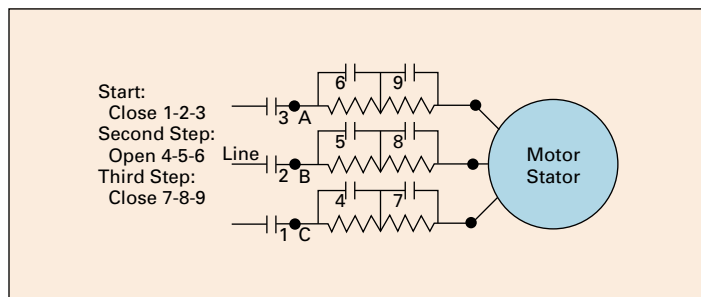 Start:
Close 1-2-3
Second Step:
Open 4-5-6
Third Step:
Close 7-8-9
Line
6 9
3 A
5 8
2 B
4 7
1 C
Motor
Stator